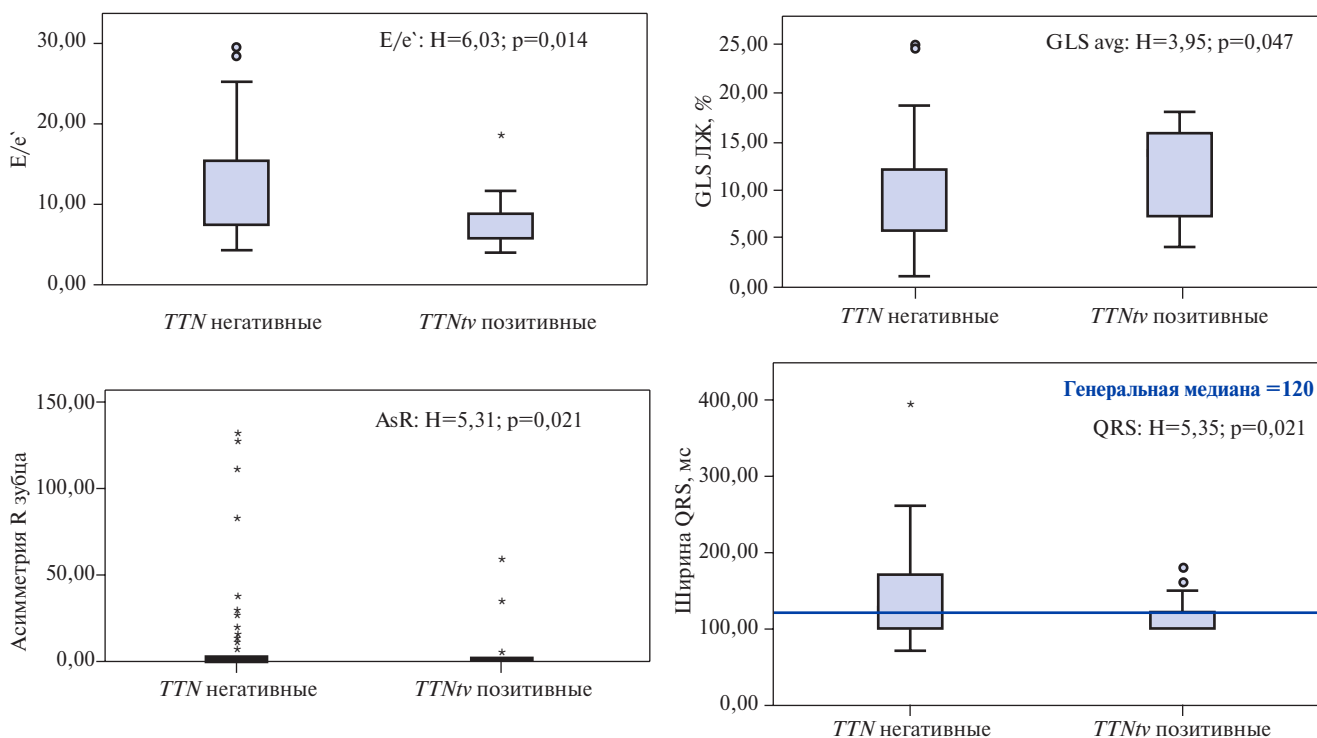 E/e`: H=6,03; p=0,014
30,00
20,00
10,00
0,00
E/e`
TTN негативные
TTNtv позитивные
GLS avg: H=3,95; p=0,047
25,00
20,00
15,00
10,00
5,00
0,00
GLS ЛЖ, %
TTN негативные
TTNtv позитивные
AsR: H=5,31; p=0,021
150,00
100,00
50,00
0,00
Асимметрия R зубца
TTN негативные
TTNtv позитивные
Генеральная медиана =120
QRS: H=5,35; p=0,021
400,00
300,00
200,00
100,00
0,00
Ширина QRS, мс
TTN негативные
TTNtv позитивные